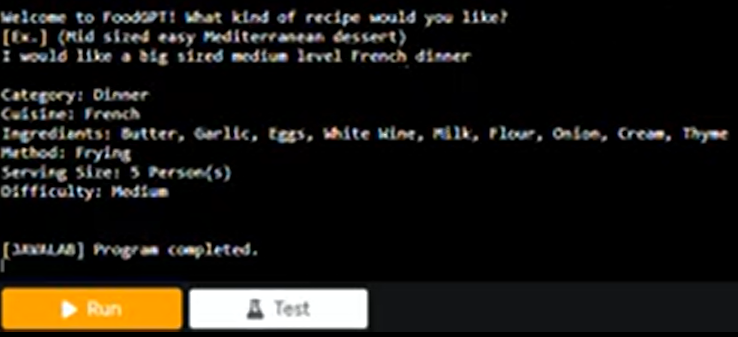 Welcome to FoodGPT! What kind of recipe would you like?
[Ex.] (Mid sized easy Mediterranean dessert)
I would like a big sized medium level French dinner
Category: Dinner
Cuisine: French
Ingrediants: Butter, Garlic, Eggs, White Wine, Milk, Flour, Onion, Cream, Thyme
Method: Frying
Serving Size: 5 Person(s)
Difficulty: Medium
[JAVALAB] Program completed.
Run
Test